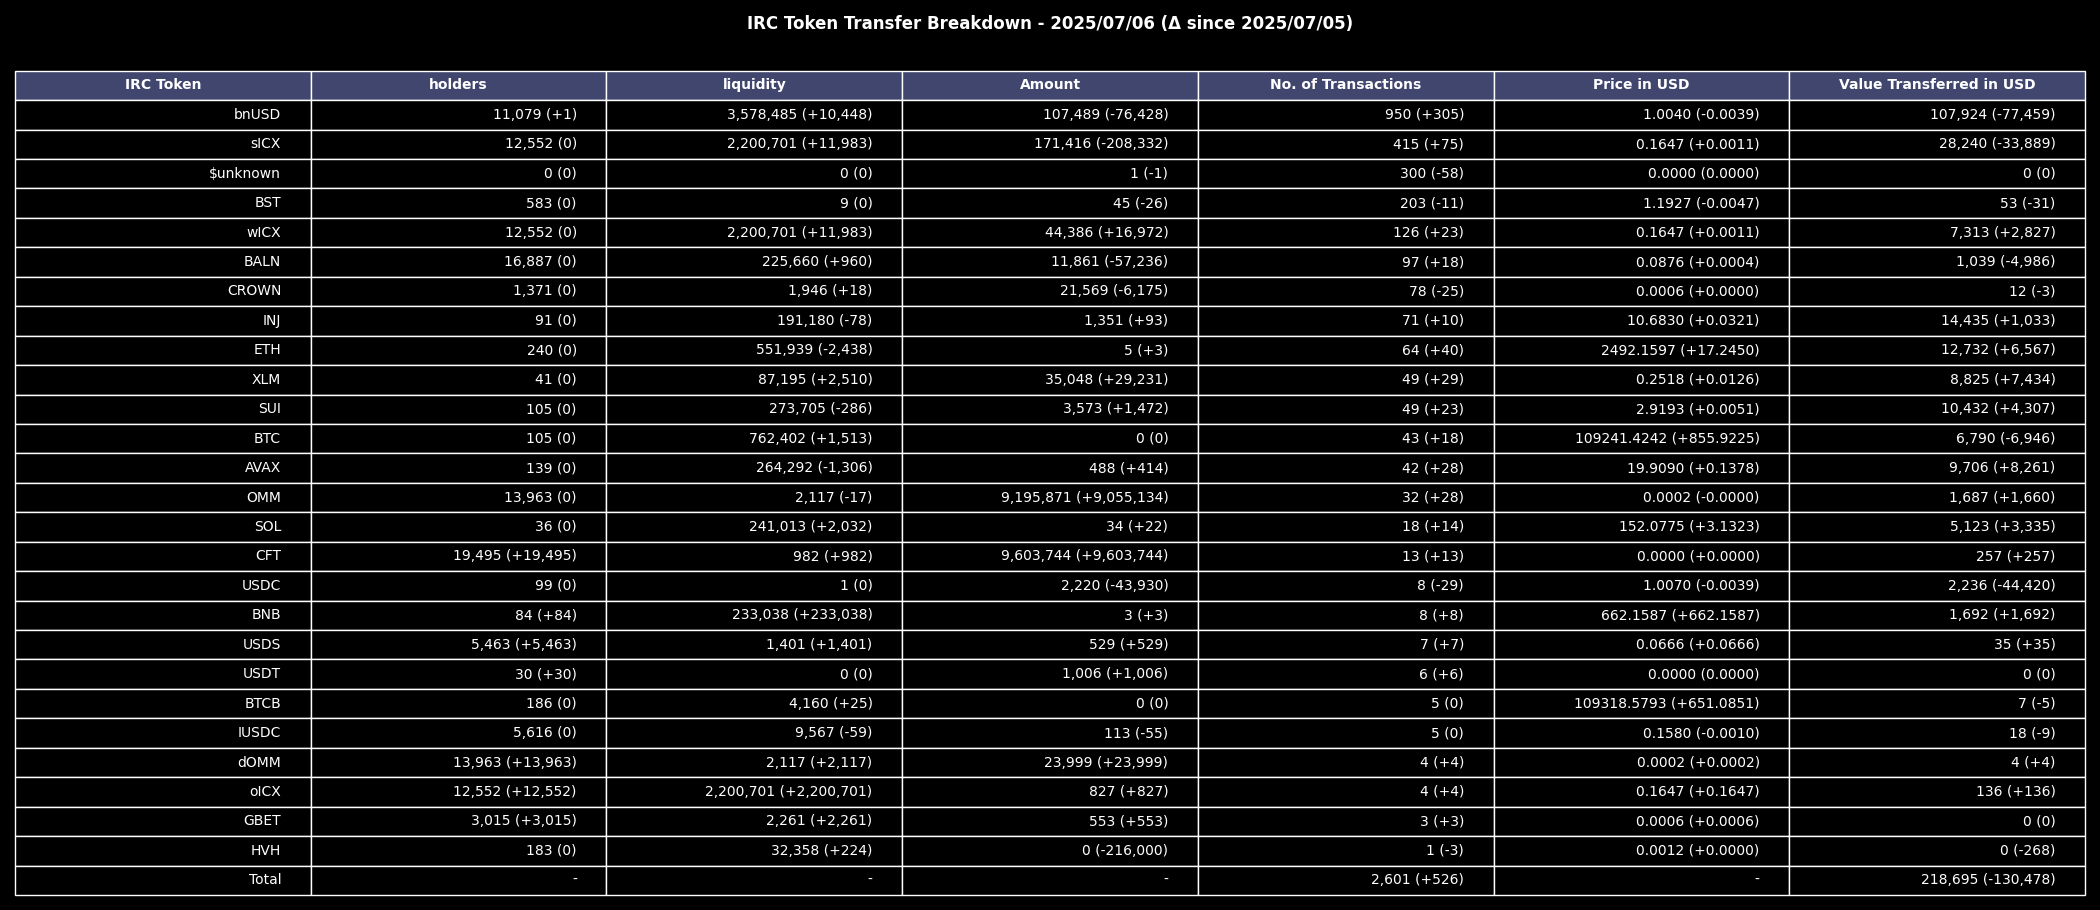 IRC Token Transfer Breakdown - 2025/07/06 (Δ since 2025/07/05)
IRC Token holders liquidity Amount No. of Transactions Price in USD Value Transferred in USD
bnUSD 11,079 (+1) 3,578,485 (+10,448) 107,489 (-76,428) 950 (+305) 1.0040 (-0.0039) 107,924 (-77,459)
sICX 12,552 (0) 2,200,701 (+11,983) 171,416 (-208,332) 415 (+75) 0.1647 (+0.0011) 28,240 (-33,889)
$unknown 0 (0) 0 (0) 1 (-1) 300 (-58) 0.0000 (0.0000) 0 (0)
BST 583 (0) 9 (0) 45 (-26) 203 (-11) 1.1927 (-0.0047) 53 (-31)
wICX 12,552 (0) 2,200,701 (+11,983) 44,386 (+16,972) 126 (+23) 0.1647 (+0.0011) 7,313 (+2,827)
BALN 16,887 (0) 225,660 (+960) 11,861 (-57,236) 97 (+18) 0.0876 (+0.0004) 1,039 (-4,986)
CROWN 1,371 (0) 1,946 (+18) 21,569 (-6,175) 78 (-25) 0.0006 (+0.0000) 12 (-3)
INJ 91 (0) 191,180 (-78) 1,351 (+93) 71 (+10) 10.6830 (+0.0321) 14,435 (+1,033)
ETH 240 (0) 551,939 (-2,438) 5 (+3) 64 (+40) 2492.1597 (+17.2450) 12,732 (+6,567)
XLM 41 (0) 87,195 (+2,510) 35,048 (+29,231) 49 (+29) 0.2518 (+0.0126) 8,825 (+7,434)
SUI 105 (0) 273,705 (-286) 3,573 (+1,472) 49 (+23) 2.9193 (+0.0051) 10,432 (+4,307)
BTC 105 (0) 762,402 (+1,513) 0 (0) 43 (+18) 109241.4242 (+855.9225) 6,790 (-6,946)
AVAX 139 (0) 264,292 (-1,306) 488 (+414) 42 (+28) 19.9090 (+0.1378) 9,706 (+8,261)
OMM 13,963 (0) 2,117 (-17) 9,195,871 (+9,055,134) 32 (+28) 0.0002 (-0.0000) 1,687 (+1,660)
SOL 36 (0) 241,013 (+2,032) 34 (+22) 18 (+14) 152.0775 (+3.1323) 5,123 (+3,335)
CFT 19,495 (+19,495) 982 (+982) 9,603,744 (+9,603,744) 13 (+13) 0.0000 (+0.0000) 257 (+257)
USDC 99 (0) 1 (0) 2,220 (-43,930) 8 (-29) 1.0070 (-0.0039) 2,236 (-44,420)
BNB 84 (+84) 233,038 (+233,038) 3 (+3) 8 (+8) 662.1587 (+662.1587) 1,692 (+1,692)
USDS 5,463 (+5,463) 1,401 (+1,401) 529 (+529) 7 (+7) 0.0666 (+0.0666) 35 (+35)
USDT 30 (+30) 0 (0) 1,006 (+1,006) 6 (+6) 0.0000 (0.0000) 0 (0)
BTCB 186 (0) 4,160 (+25) 0 (0) 5 (0) 109318.5793 (+651.0851) 7 (-5)
IUSDC 5,616 (0) 9,567 (-59) 113 (-55) 5 (0) 0.1580 (-0.0010) 18 (-9)
dOMM 13,963 (+13,963) 2,117 (+2,117) 23,999 (+23,999) 4 (+4) 0.0002 (+0.0002) 4 (+4)
oICX 12,552 (+12,552) 2,200,701 (+2,200,701) 827 (+827) 4 (+4) 0.1647 (+0.1647) 136 (+136)
GBET 3,015 (+3,015) 2,261 (+2,261) 553 (+553) 3 (+3) 0.0006 (+0.0006) 0 (0)
HVH 183 (0) 32,358 (+224) 0 (-216,000) 1 (-3) 0.0012 (+0.0000) 0 (-268)
Total - - - 2,601 (+526) - 218,695 (-130,478)